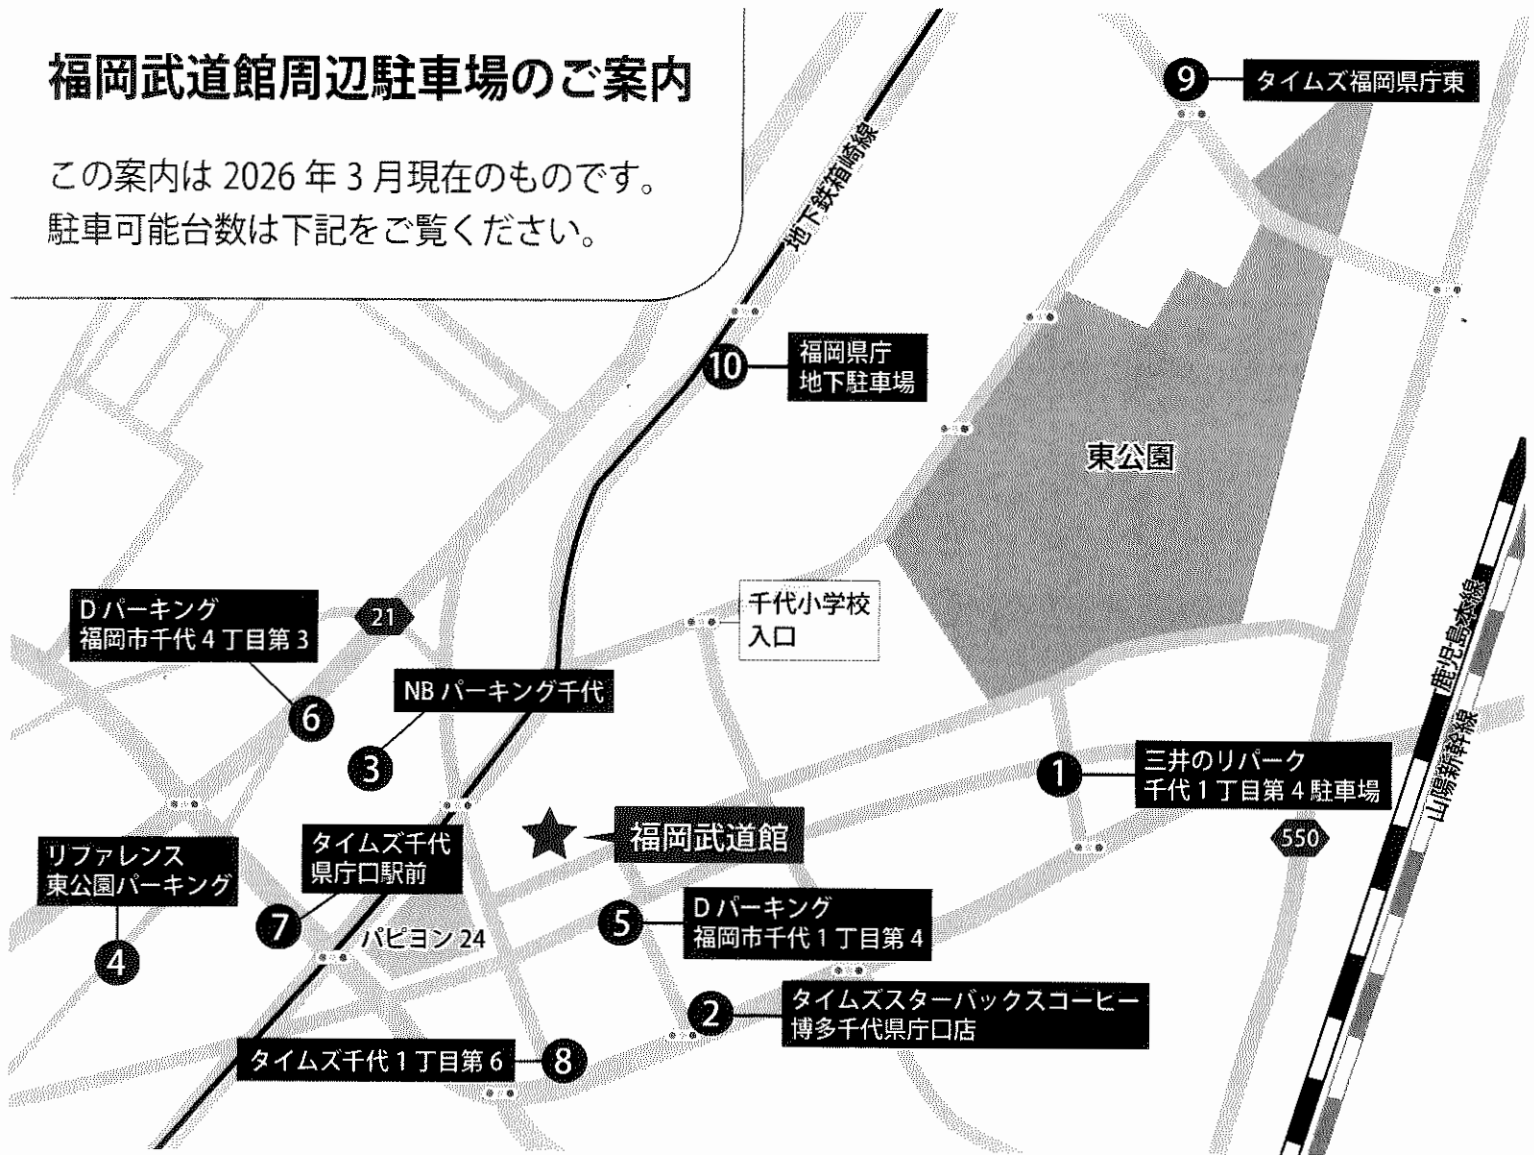 福岡武道館周辺駐車場のご案内
この案内は 2026 年 3 月現在のものです。
駐車可能台数は下記をご覧ください。
9
タイムズ福岡県庁東
地下鉄箱崎線
10
福岡県庁
地下駐車場
東公園
D パーキング
福岡市千代 4 丁目第 3
21
千代小学校
入口
鹿児島本線
山陽新幹線
6
NB パーキング千代
3
1
三井のリパーク
千代 1 丁目第 4 駐車場
550
福岡武道館
タイムズ千代
県庁口駅前
リファレンス
東公園パーキング
7
パピヨン 24
4
5
D パーキング
福岡市千代 1 丁目第 4
2
タイムズスターバックスコーヒー
博多千代県庁口店
タイムズ千代 1 丁目第 6
8